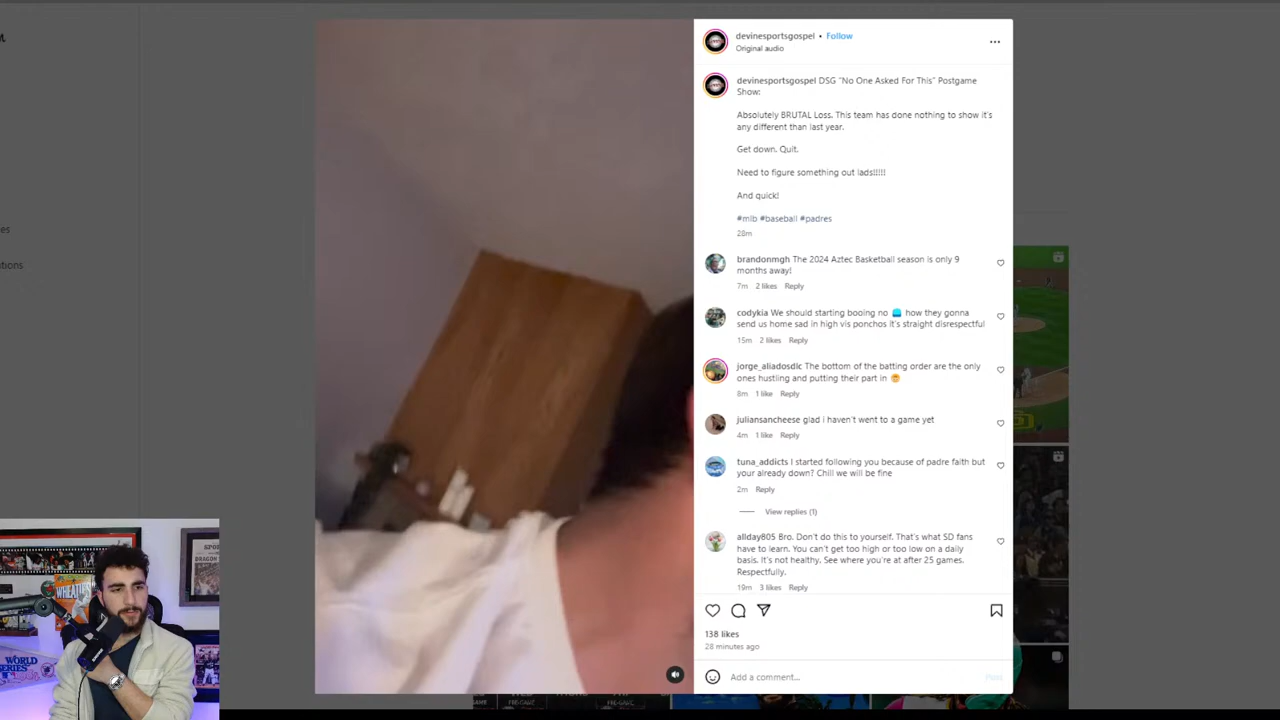 devinesportsgospel • Follow
Original audio
devinesportsgospel DSG "No One Asked For This" Postgame
Show:
Absolutely BRUTAL Loss. This team has done nothing to show it's
any different than last year.
Get down. Quit.
Need to figure something out lads!!!!!
And quick!
#mlb #baseball #padres
28m
brandonmgh The 2024 Aztec Basketball season is only 9
months away!
7m 2 likes Reply
codykia We should starting booing no 🧢 how they gonna
send us home sad in high vis ponchos it's straight disrespectful
15m 2 likes Reply
jorge_aliadosdlc The bottom of the batting order are the only
ones hustling and putting their part in
8m 1 like Reply
juliansancheese glad i haven't went to a game yet
4m 1 like Reply
tuna_addicts I started following you because of padre faith but
your already down? Chill we will be fine
2m Reply
View replies (1)
allday805 Bro. Don't do this to yourself. That's what SD fans
have to learn. You can't get too high or too low on a daily
basis. It's not healthy. See where you're at after 25 games.
Respectfully.
19m 3 likes Reply
138 likes
28 minutes ago
Add a comment...
Post
WORLD
SERIES
DRAGON